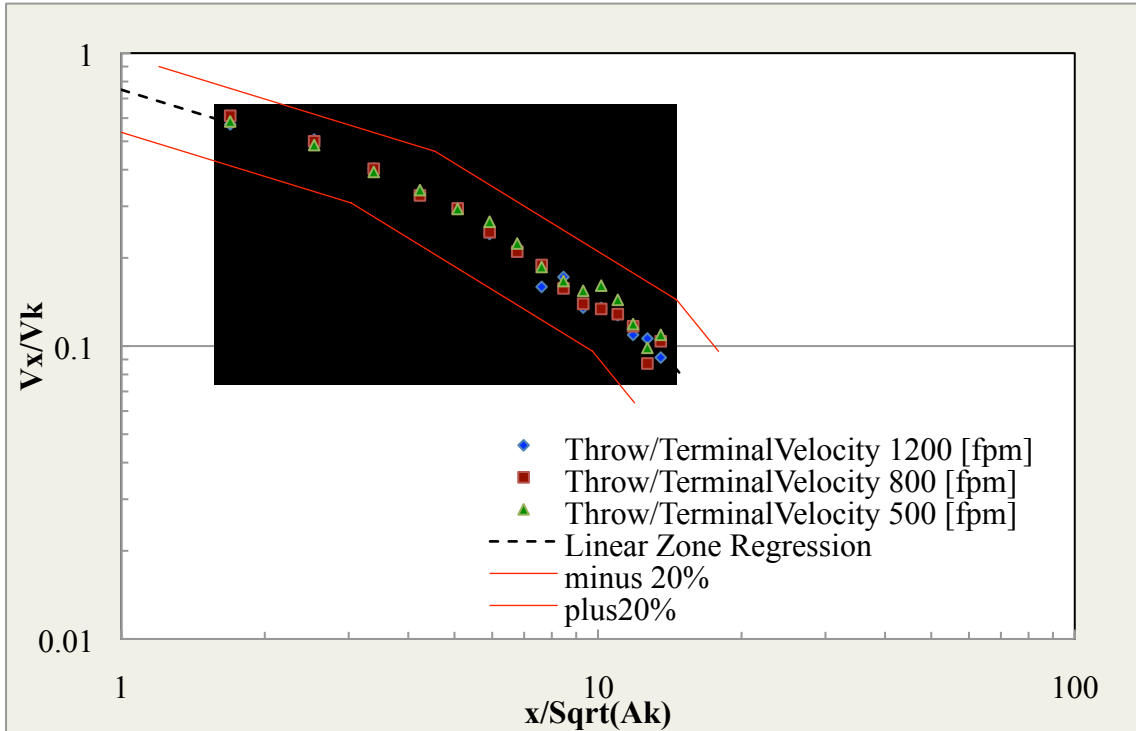 1
Vx/Vk
0.1
Throw/TerminalVelocity 1200 [fpm]
Throw/TerminalVelocity 800 [fpm]
Throw/TerminalVelocity 500 [fpm]
Linear Zone Regression
minus 20%
plus20%
0.01
1 10 100
x/Sqrt(Ak)